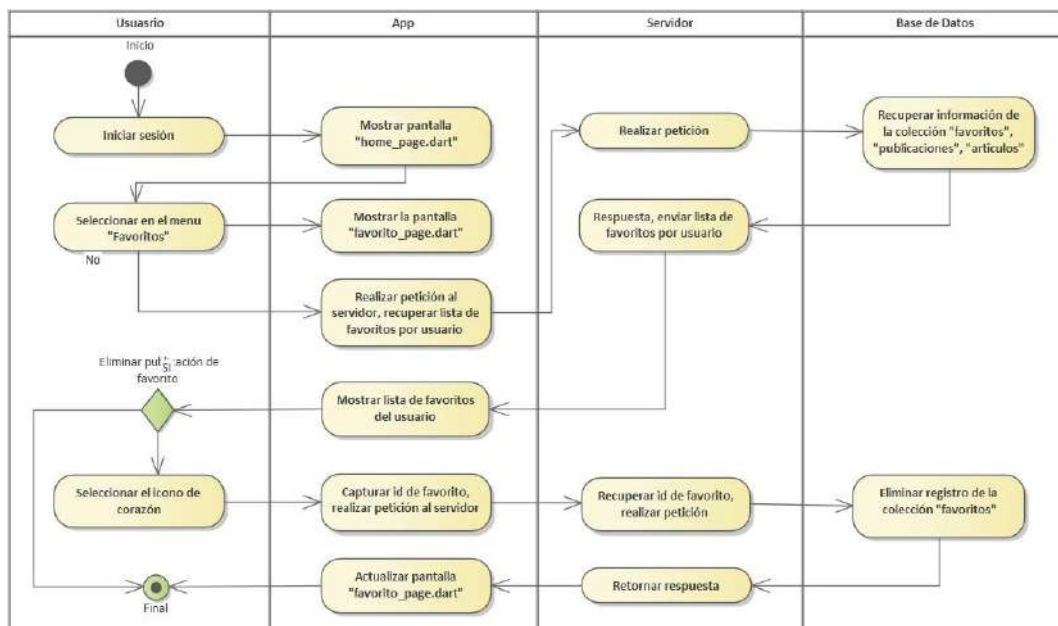 Usuasrio
App
Servidor
Base de Datos
Inicio
Iniciar sesión
Mostrar pantalla
"home_page.dart"
Realizar petición
Recuperar información de
la colección "favoritos",
"publicaciones", "articulos"
Seleccionar en el menu
"Favoritos"
No
Mostrar la pantalla
"favorito_page.dart"
Respuesta, enviar lista de
favoritos por usuario
Realizar petición al
servidor, recuperar lista de
favoritos por usuario
Eliminar de
favorito
Si
Mostrar lista de favoritos
del usuario
Seleccionar el icono de
corazón
Capturar id de favorito,
realizar petición al servidor
Recuperar id de favorito,
realizar petición
Eliminar registro de la
colección "favoritos"
Final
Actualizar pantalla
"favorito_page.dart"
Retornar respuesta